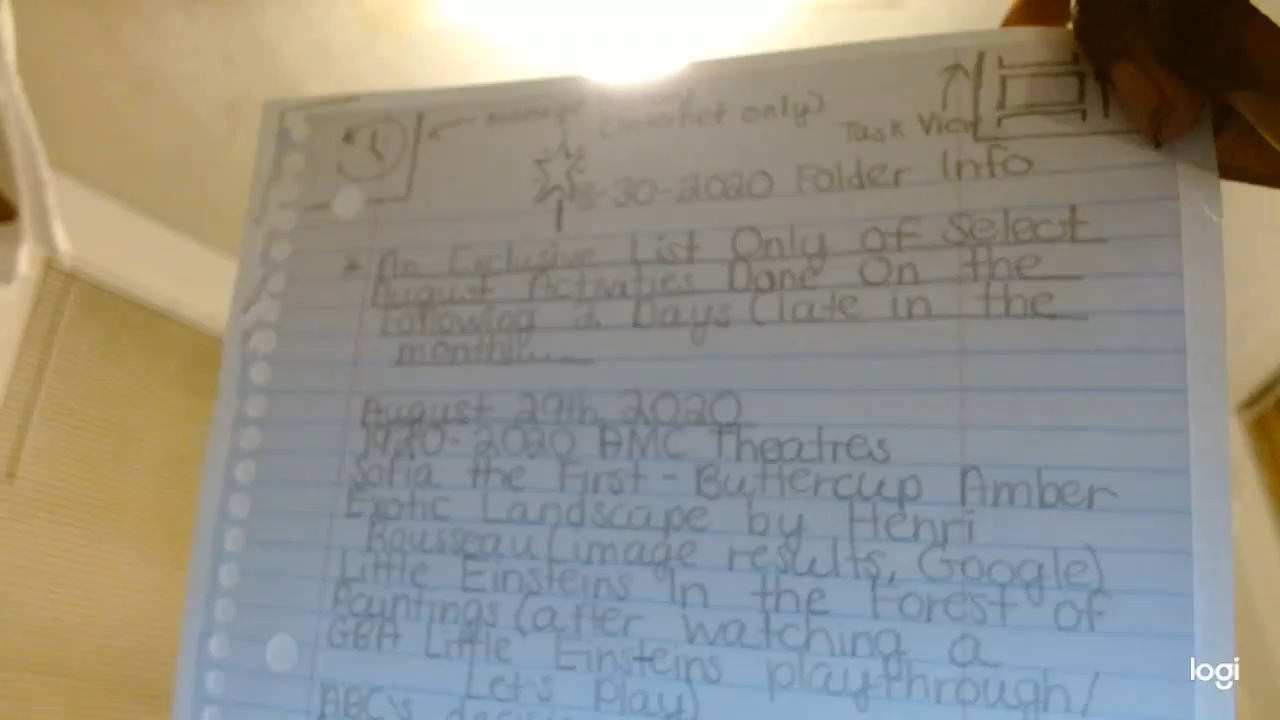 (internet only)
Task View
-30-2020 Folder Info
* An Exclusive List Only of Select
August Activities Done On the
Following 2 Days (late in the
month)....
August 29th, 2020
1920-2020 AMC Theatres
Sofia the First - Buttercup Amber
Exotic Landscape by Henri
Rousseau (image results, Google)
Little Einsteins In the Forest of
Pauntings (after watching a
GBA Little Einsteins playthrough/
Let's Play)
ABC's
logi